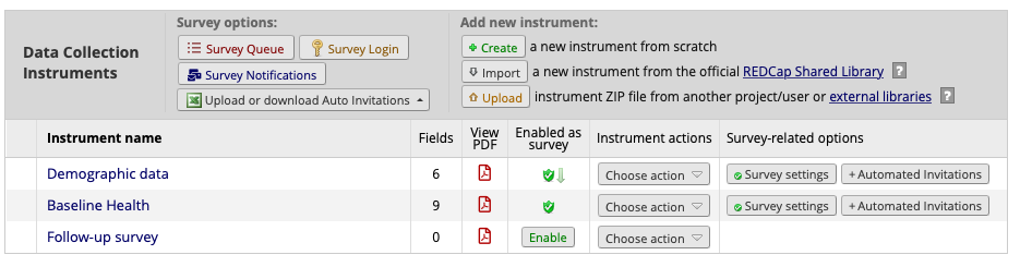 Data Collection
Instruments
Survey options:
Survey Queue
Survey Login
Survey Notifications
Upload or download Auto Invitations
Add new instrument:
Create a new instrument from scratch
Import a new instrument from the official REDCap Shared Library ?
Upload instrument ZIP file from another project/user or external libraries ?
Instrument name Fields View PDF Enabled as survey Instrument actions Survey-related options
Demographic data 6 Choose action Survey settings + Automated Invitations
Baseline Health 9 Choose action Survey settings + Automated Invitations
Follow-up survey 0 Enable Choose action